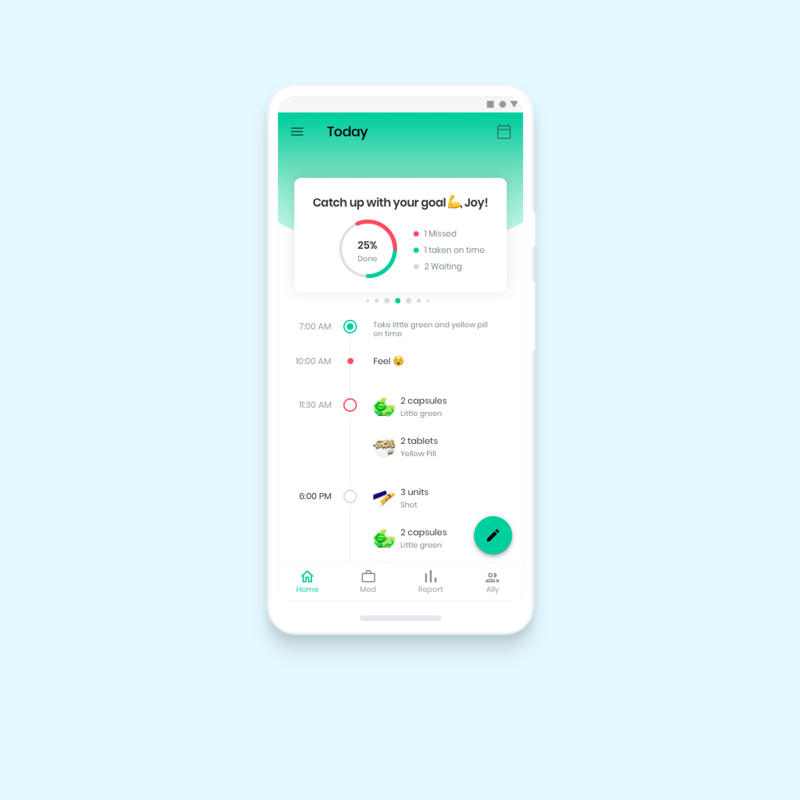 Today
Catch up with your goal💪Joy!
25%
Done
1 Missed
1 taken on time
2 Waiting
7:00 AM
Take little green and yellow pill
on time
10:00 AM
Feel 😵
11:30 AM
2 capsules
Little green
2 tablets
Yellow Pill
6:00 PM
3 units
Shot
2 capsules
Little green
Home
Med
Report
Ally